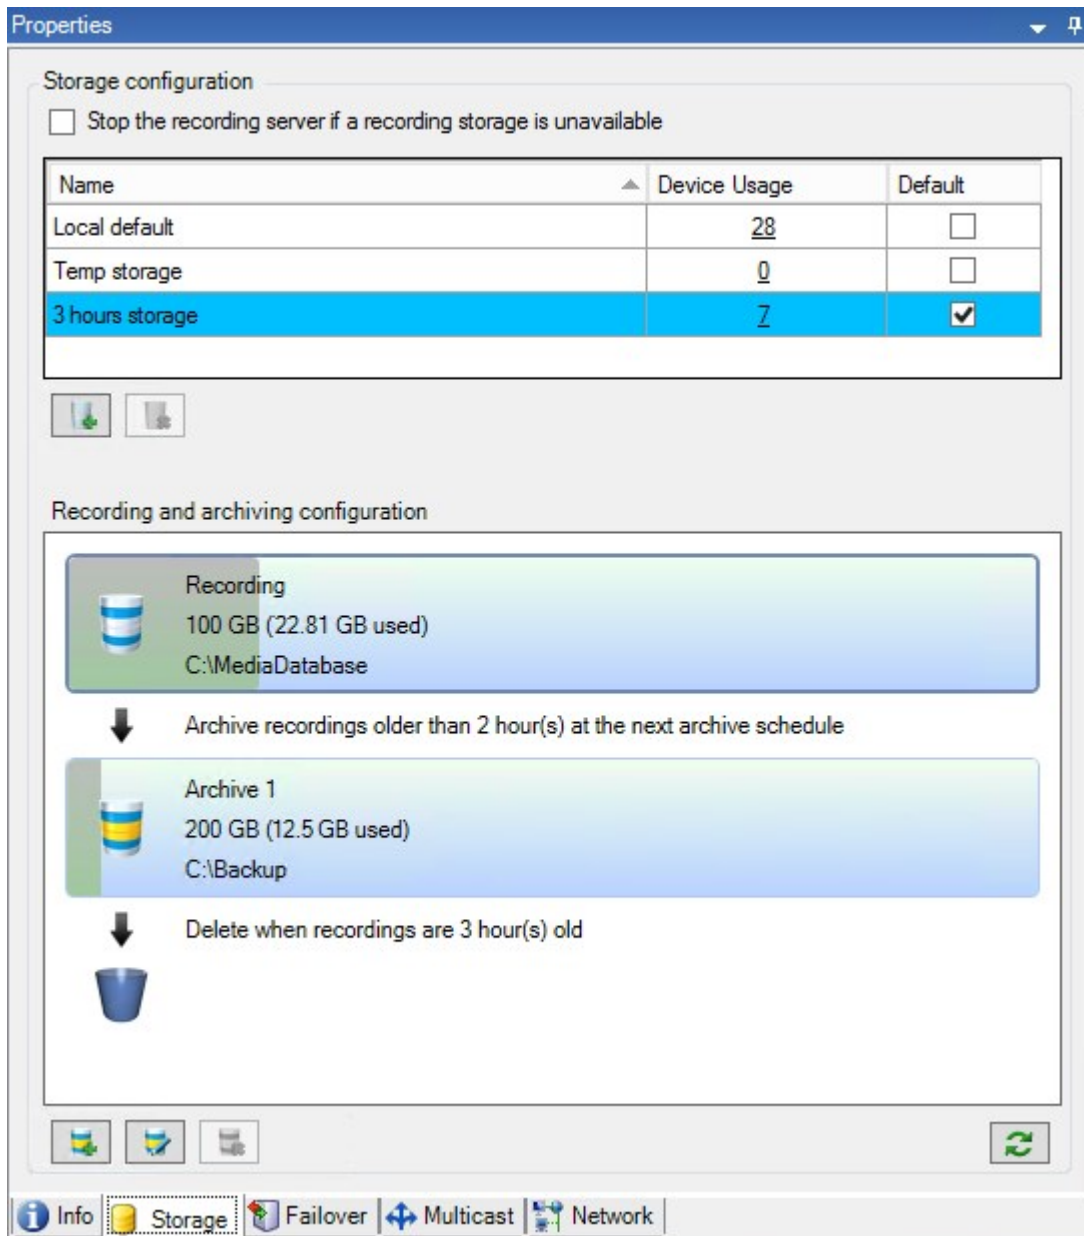 Properties
Storage configuration
Stop the recording server if a recording storage is unavailable
Name Device Usage Default
Local default 28
Temp storage 0
3 hours storage 7
Recording and archiving configuration
Recording
100 GB (22.81 GB used)
C:\MediaDatabase
Archive recordings older than 2 hour(s) at the next archive schedule
Archive 1
200 GB (12.5 GB used)
C:\Backup
Delete when recordings are 3 hour(s) old
Info Storage Failover Multicast Network